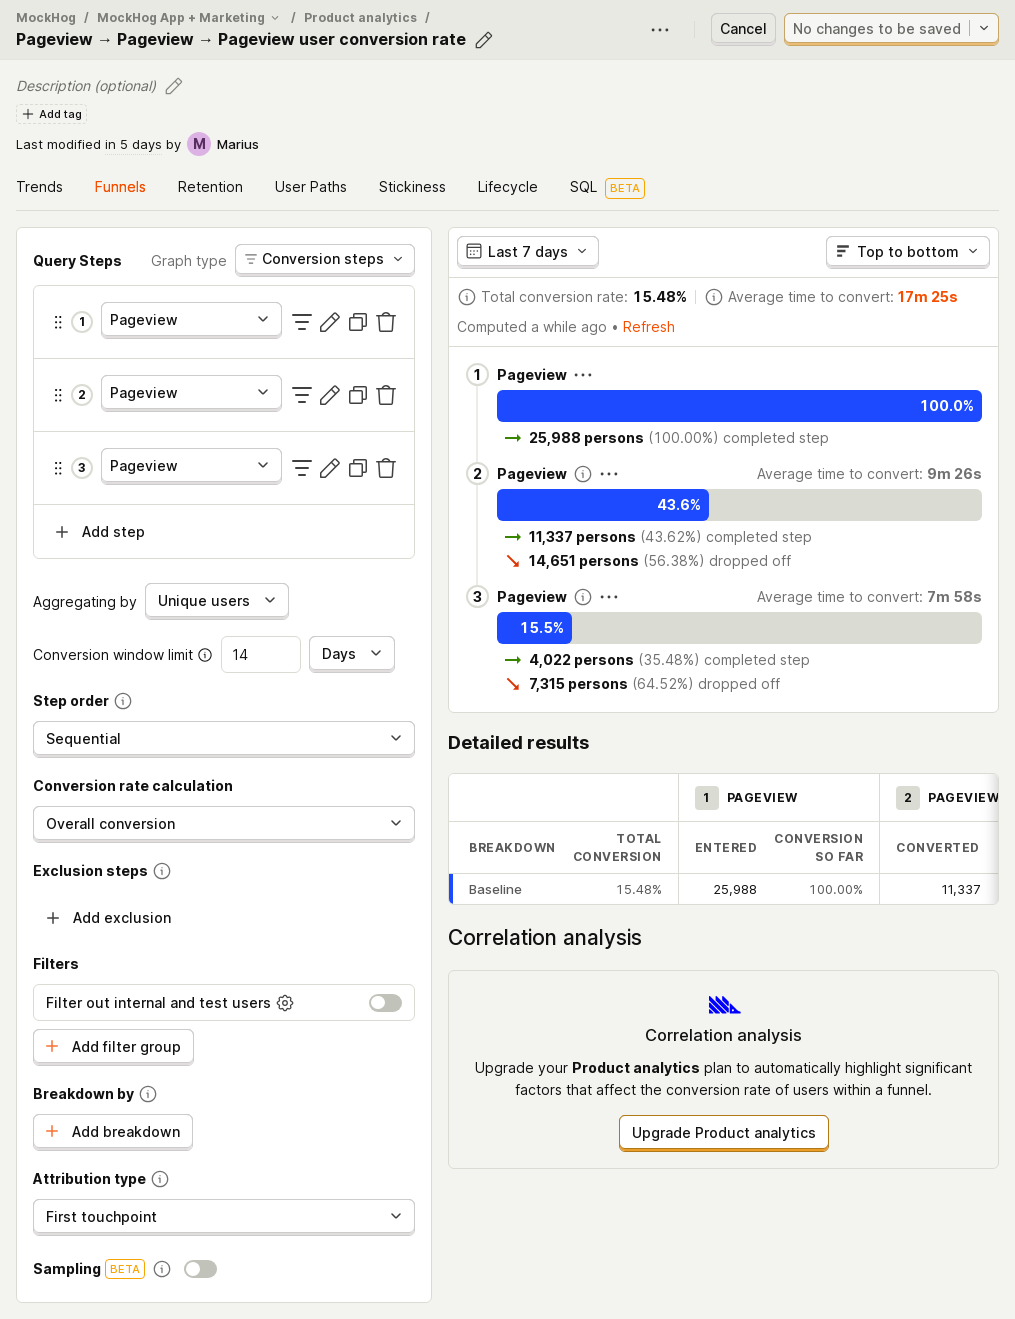 MockHog / MockHog App + Marketing / Product analytics /
Pageview → Pageview → Pageview user conversion rate
Cancel
No changes to be saved
Description (optional)
Add tag
Last modified in 5 days by M Marius
Trends Funnels Retention User Paths Stickiness Lifecycle SQL BETA
Query Steps
Graph type Conversion steps
1 Pageview
2 Pageview
3 Pageview
Add step
Aggregating by Unique users
Conversion window limit 14 Days
Step order
Sequential
Conversion rate calculation
Overall conversion
Exclusion steps
Add exclusion
Filters
Filter out internal and test users
Add filter group
Breakdown by
Add breakdown
Attribution type
First touchpoint
Sampling BETA
Last 7 days
Top to bottom
Total conversion rate: 15.48% Average time to convert: 17m 25s
Computed a while ago • Refresh
1 Pageview
100.0%
→ 25,988 persons (100.00%) completed step
2 Pageview Average time to convert: 9m 26s
43.6%
→ 11,337 persons (43.62%) completed step
14,651 persons (56.38%) dropped off
3 Pageview Average time to convert: 7m 58s
15.5%
→ 4,022 persons (35.48%) completed step
7,315 persons (64.52%) dropped off
Detailed results
1 PAGEVIEW 2 PAGEVIEW
BREAKDOWN TOTAL CONVERSION ENTERED CONVERSION SO FAR CONVERTED
Baseline 15.48% 25,988 100.00% 11,337
Correlation analysis
Correlation analysis
Upgrade your Product analytics plan to automatically highlight significant
factors that affect the conversion rate of users within a funnel.
Upgrade Product analytics